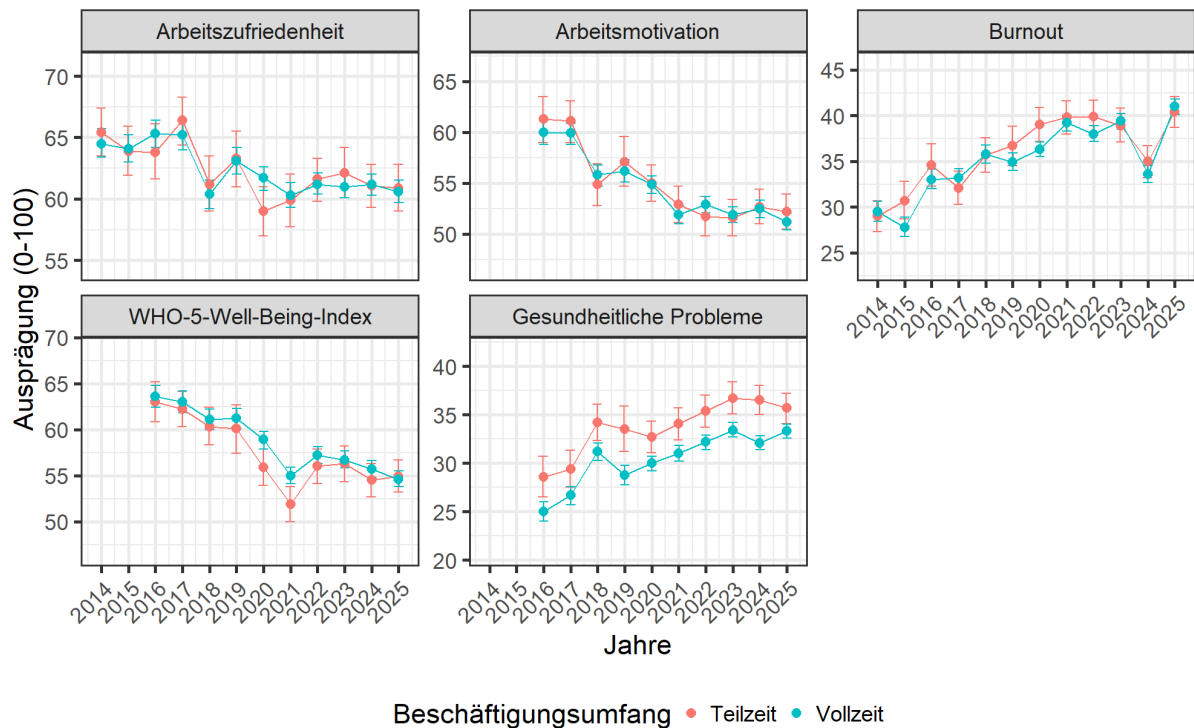 Arbeitszufriedenheit
Arbeitsmotivation
Burnout
70
65
60
55
65
60
55
50
45
40
35
30
25
2014 2015 2016 2017 2018 2019 2020 2021 2022 2023 2024 2025
WHO-5-Well-Being-Index
Gesundheitliche Probleme
70
65
60
55
50
40
35
30
25
20
2014 2015 2016 2017 2018 2019 2020 2021 2022 2023 2024 2025
2014 2015 2016 2017 2018 2019 2020 2021 2022 2023 2024 2025
Ausprägung (0-100)
Jahre
Beschäftigungsumfang Teilzeit Vollzeit